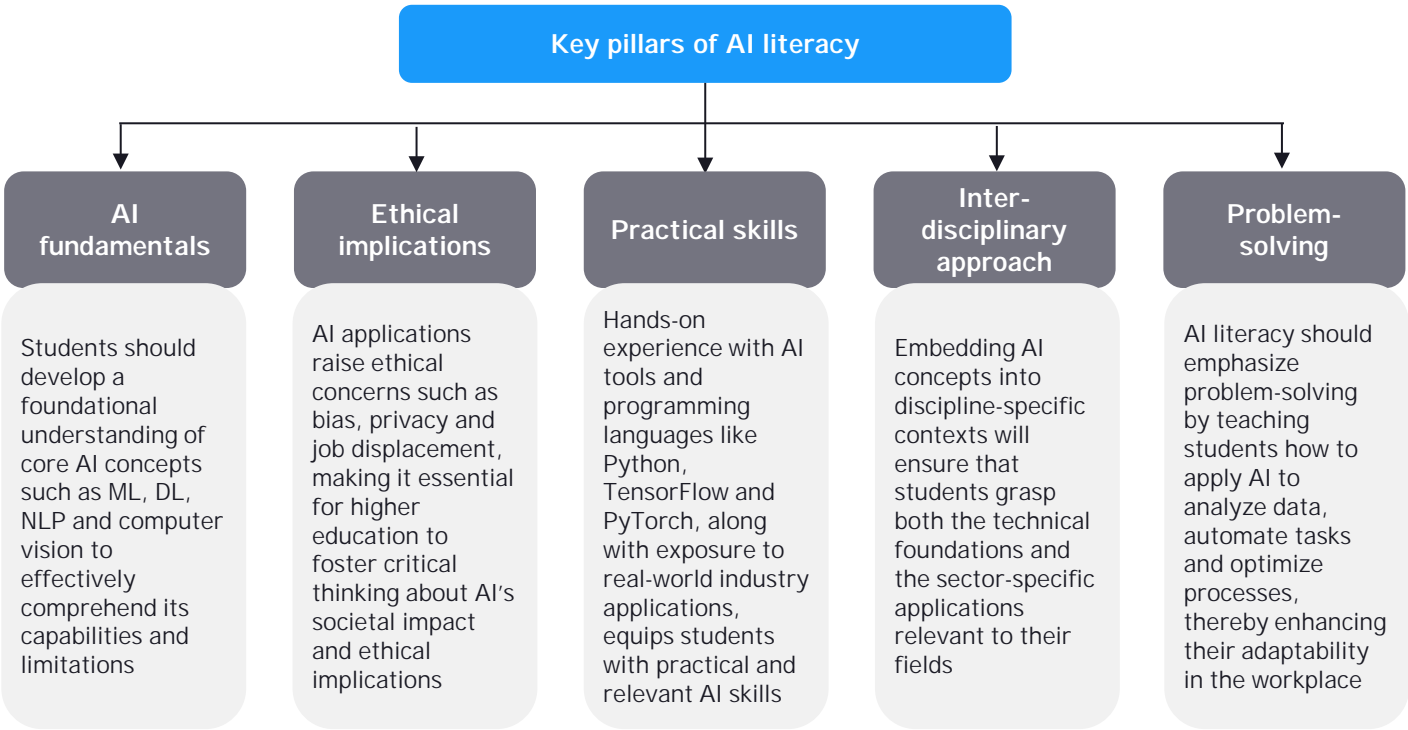 Key pillars of AI literacy
AI
fundamentals
Students should
develop a
foundational
understanding of
core AI concepts
such as ML, DL,
NLP and computer
vision to
effectively
comprehend its
capabilities and
limitations
Ethical
implications
AI applications
raise ethical
concerns such as
bias, privacy and
job displacement,
making it essential
for higher
education to
foster critical
thinking about AI’s
societal impact
and ethical
implications
Practical skills
Hands-on
experience with AI
tools and
programming
languages like
Python,
TensorFlow and
PyTorch, along
with exposure to
real-world industry
applications,
equips students
with practical and
relevant AI skills
Inter-
disciplinary
approach
Embedding AI
concepts into
discipline-specific
contexts will
ensure that
students grasp
both the technical
foundations and
the sector-specific
applications
relevant to their
fields
Problem-
solving
AI literacy should
emphasize
problem-solving
by teaching
students how to
apply AI to
analyze data,
automate tasks
and optimize
processes,
thereby enhancing
their adaptability
in the workplace